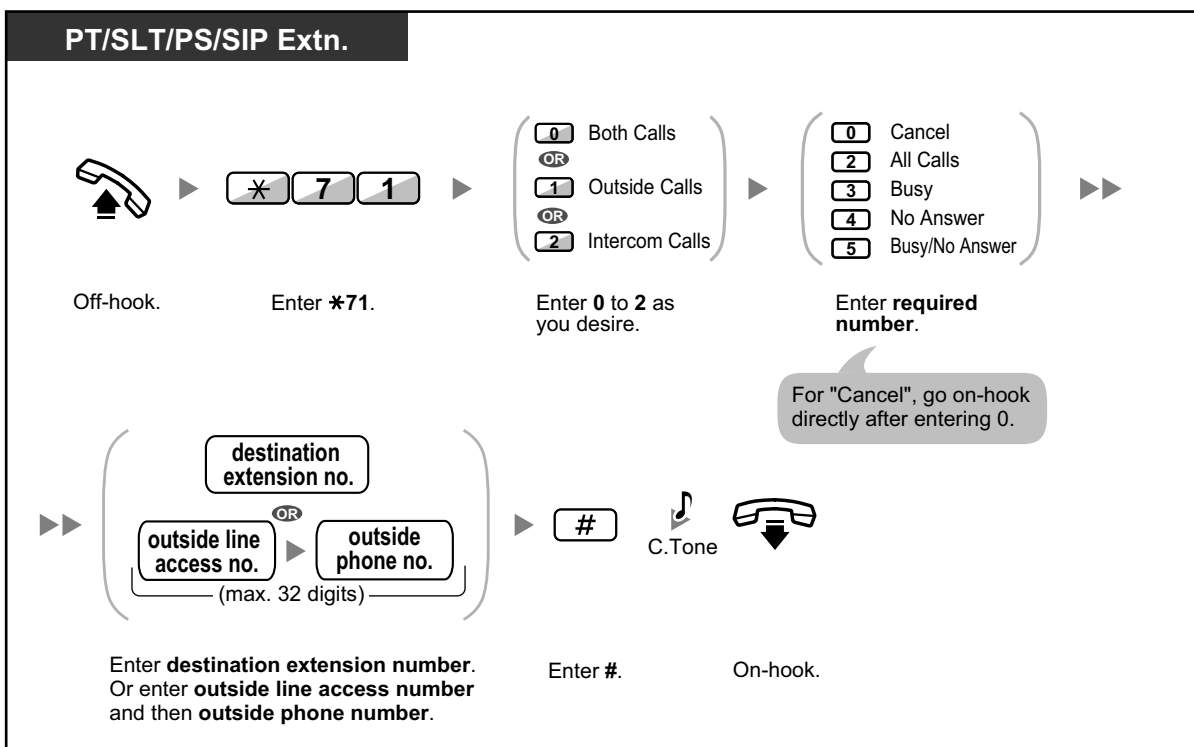 PT/SLT/PS/SIP Extn.
* 7 1
0 Both Calls
OR
1 Outside Calls
OR
2 Intercom Calls
0 Cancel
2 All Calls
3 Busy
4 No Answer
5 Busy/No Answer
Off-hook.
Enter *71.
Enter 0 to 2 as
you desire.
Enter required
number.
For "Cancel", go on-hook
directly after entering 0.
destination
extension no.
OR
outside line
access no.
outside
phone no.
(max. 32 digits)
#
C.Tone
Enter destination extension number.
Or enter outside line access number
and then outside phone number.
Enter #.
On-hook.